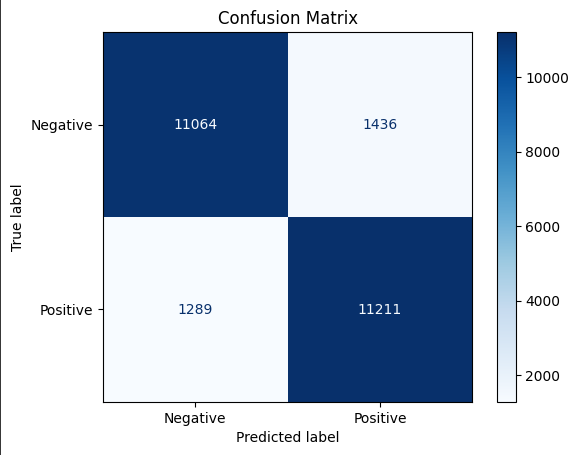 Confusion Matrix
True label
Negative
Positive
11064
1436
1289
11211
Negative
Positive
Predicted label
10000
8000
6000
4000
2000